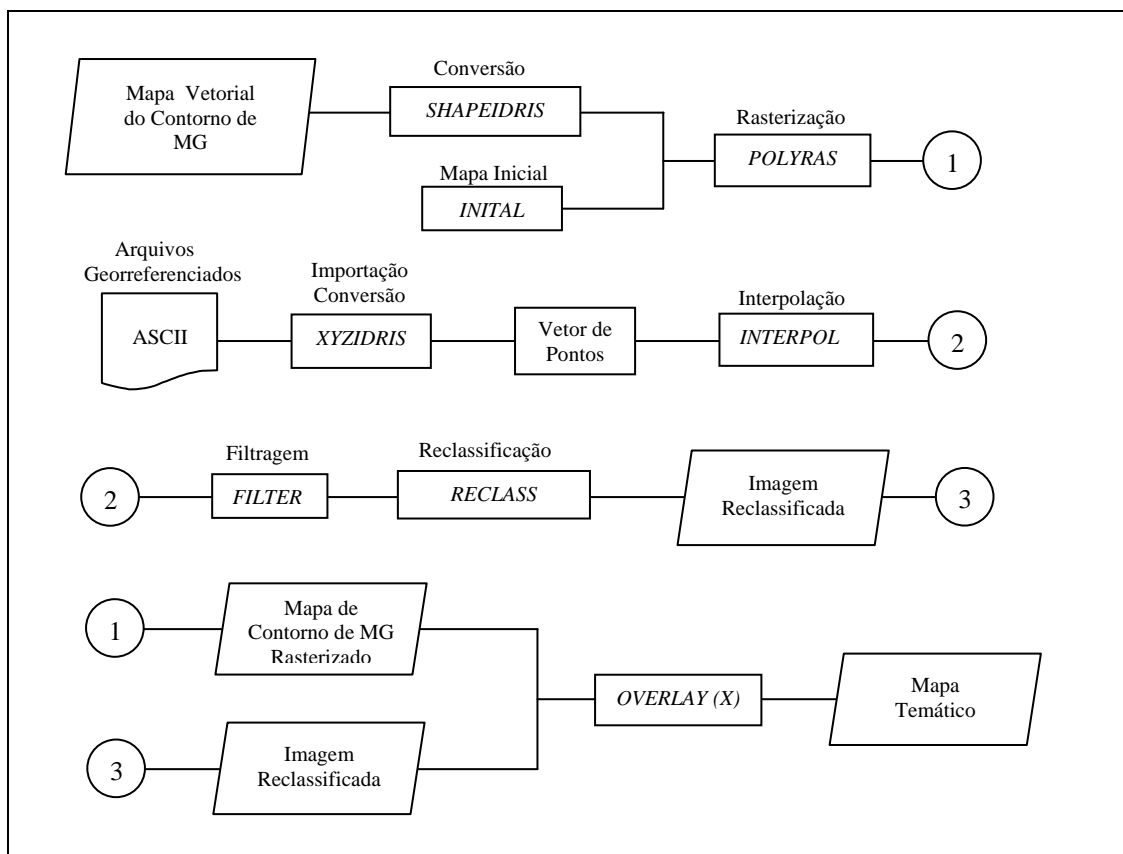 Conversão
Mapa Vetorial
do Contorno de
MG
SHAPEIDRIS
Rasterização
POLYRAS
1
Mapa Inicial
INITAL
Arquivos
Georreferenciados
ASCII
Importação
Conversão
XYZIDRIS
Vetor de
Pontos
Interpolação
INTERPOL
2
2
Filtragem
FILTER
Reclassificação
RECLASS
Imagem
Reclassificada
3
1
Mapa de
Contorno de MG
Rasterizado
OVERLAY (X)
Mapa
Temático
3
Imagem
Reclassificada